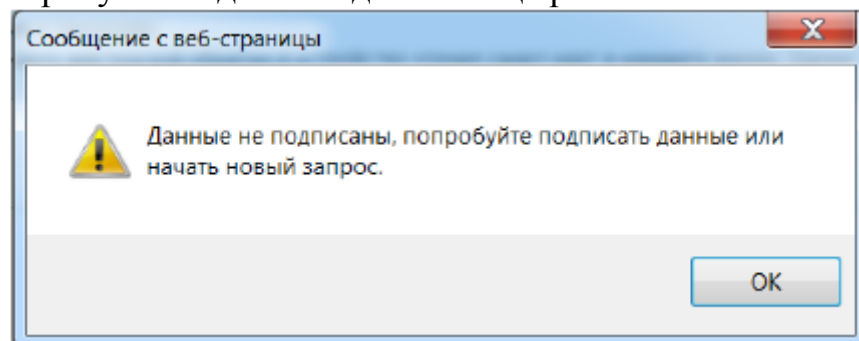 Сообщение с веб-страницы
Данные не подписаны, попробуйте подписать данные или
начать новый запрос.
OK